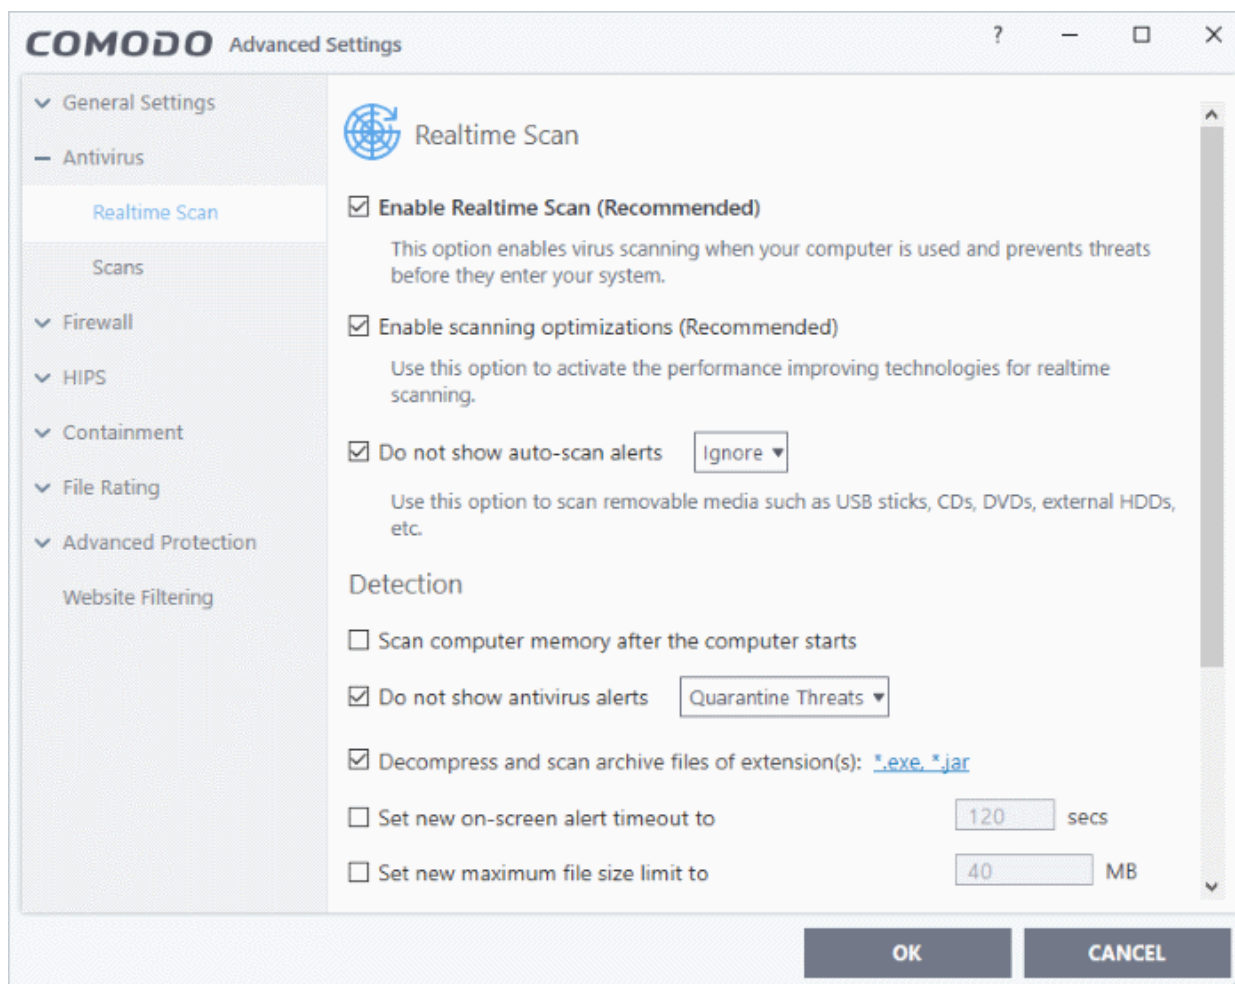 COMODO Advanced Settings ?
General Settings
Antivirus
Realtime Scan
Scans
Firewall
HIPS
Containment
File Rating
Advanced Protection
Website Filtering
Realtime Scan
Enable Realtime Scan (Recommended)
This option enables virus scanning when your computer is used and prevents threats
before they enter your system.
Enable scanning optimizations (Recommended)
Use this option to activate the performance improving technologies for realtime
scanning.
Do not show auto-scan alerts Ignore
Use this option to scan removable media such as USB sticks, CDs, DVDs, external HDDs,
etc.
Detection
Scan computer memory after the computer starts
Do not show antivirus alerts Quarantine Threats
Decompress and scan archive files of extension(s): *.exe, *.jar
Set new on-screen alert timeout to 120 secs
Set new maximum file size limit to 40 MB
OK CANCEL